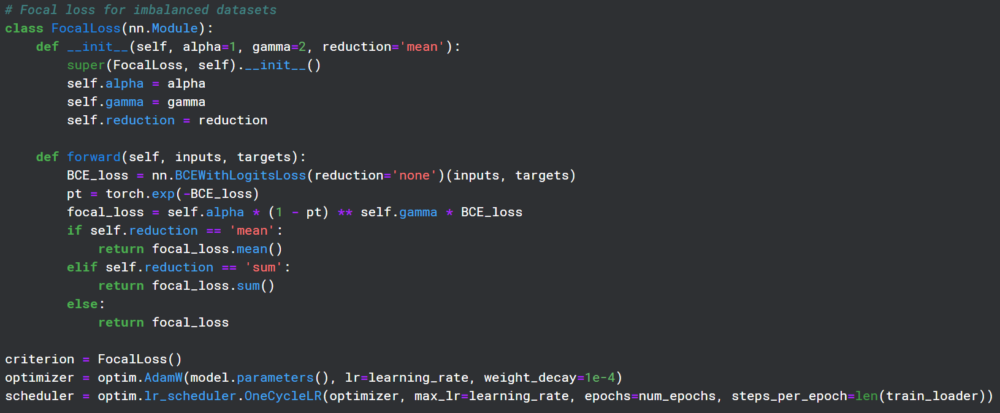 # Focal loss for imbalanced datasets
class FocalLoss(nn.Module):
    def __init__(self, alpha=1, gamma=2, reduction='mean'):
        super(FocalLoss, self).__init__()
        self.alpha = alpha
        self.gamma = gamma
        self.reduction = reduction

    def forward(self, inputs, targets):
        BCE_loss = nn.BCEWithLogitsLoss(reduction='none')(inputs, targets)
        pt = torch.exp(-BCE_loss)
        focal_loss = self.alpha * (1 - pt) ** self.gamma * BCE_loss
        if self.reduction == 'mean':
            return focal_loss.mean()
        elif self.reduction == 'sum':
            return focal_loss.sum()
        else:
            return focal_loss

criterion = FocalLoss()
optimizer = optim.AdamW(model.parameters(), lr=learning_rate, weight_decay=1e-4)
scheduler = optim.lr_scheduler.OneCycleLR(optimizer, max_lr=learning_rate, epochs=num_epochs, steps_per_epoch=len(train_loader))